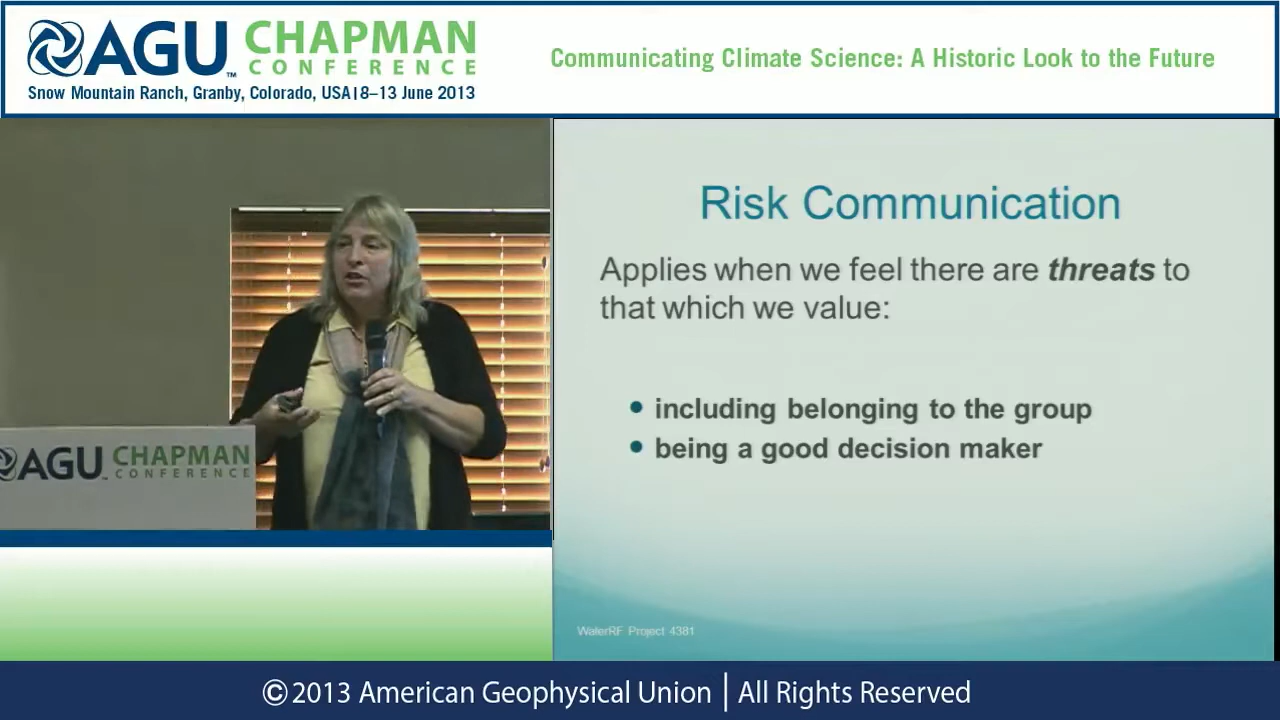 AGU CHAPMAN
CONFERENCE
Snow Mountain Ranch, Granby, Colorado, USA|8–13 June 2013
Communicating Climate Science: A Historic Look to the Future
Risk Communication
Applies when we feel there are threats to
that which we value:
• including belonging to the group
• being a good decision maker
WaterRF Project 4381
AGU CHAPMAN
CONFERENCE
©2013 American Geophysical Union | All Rights Reserved